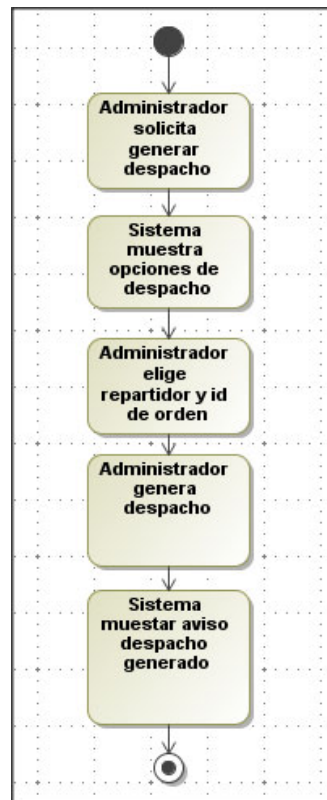 Administrador
solicita
generar
despacho
Sistema
muestra
opciones de
despacho
Administrador
elige
repartidor y id
de orden
Administrador
genera
despacho
Sistema
muestar aviso
despacho
generado